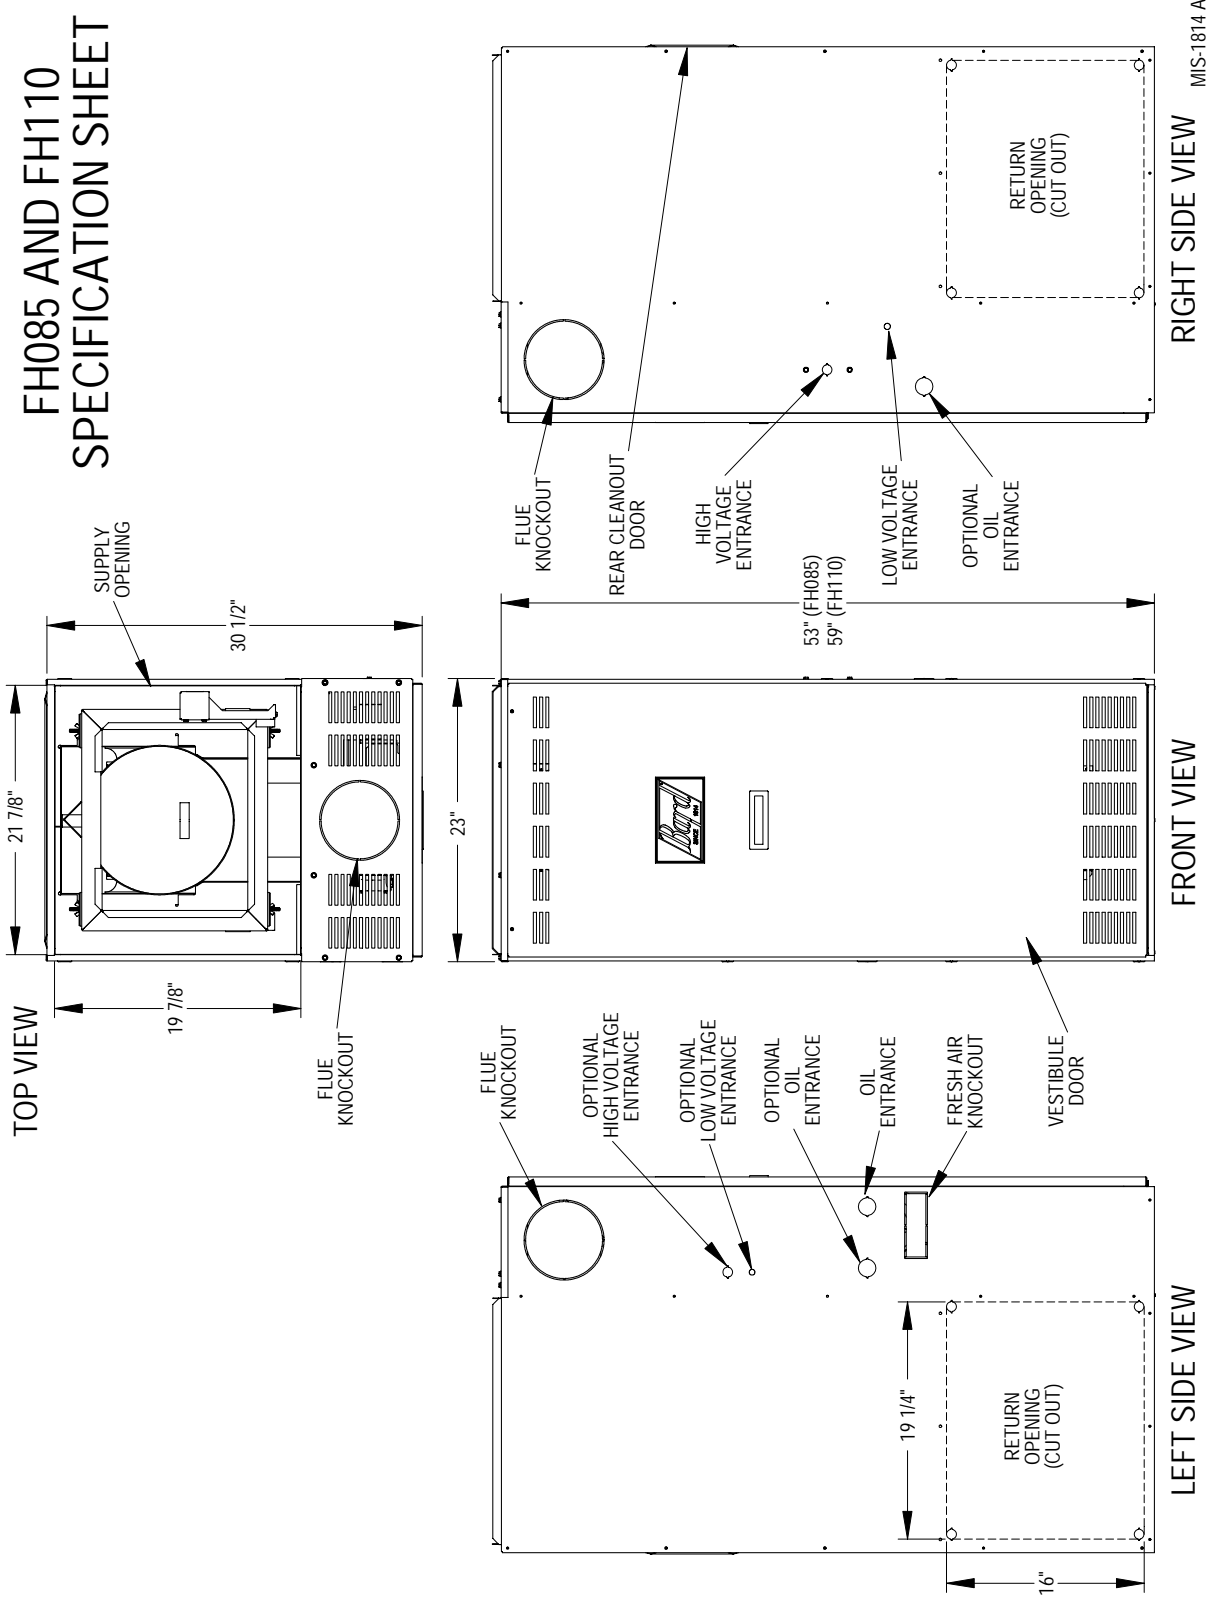 FH085 AND FH110
SPECIFICATION SHEET
TOP VIEW
21 7/8"
19 7/8"
30 1/2"
SUPPLY
OPENING
FLUE
KNOCKOUT
FLUE
KNOCKOUT
OPTIONAL
HIGH VOLTAGE
ENTRANCE
OPTIONAL
LOW VOLTAGE
ENTRANCE
OPTIONAL
OIL
ENTRANCE
OIL
ENTRANCE
FRESH AIR
KNOCKOUT
19 1/4"
16"
RETURN
OPENING
(CUT OUT)
LEFT SIDE VIEW
23"
Bard
SINCE 1914
VESTIBULE
DOOR
53" (FH085)
59" (FH110)
FRONT VIEW
FLUE
KNOCKOUT
REAR CLEANOUT
DOOR
HIGH
VOLTAGE
ENTRANCE
LOW VOLTAGE
ENTRANCE
OPTIONAL
OIL
ENTRANCE
RETURN
OPENING
(CUT OUT)
RIGHT SIDE VIEW
MIS-1814 A